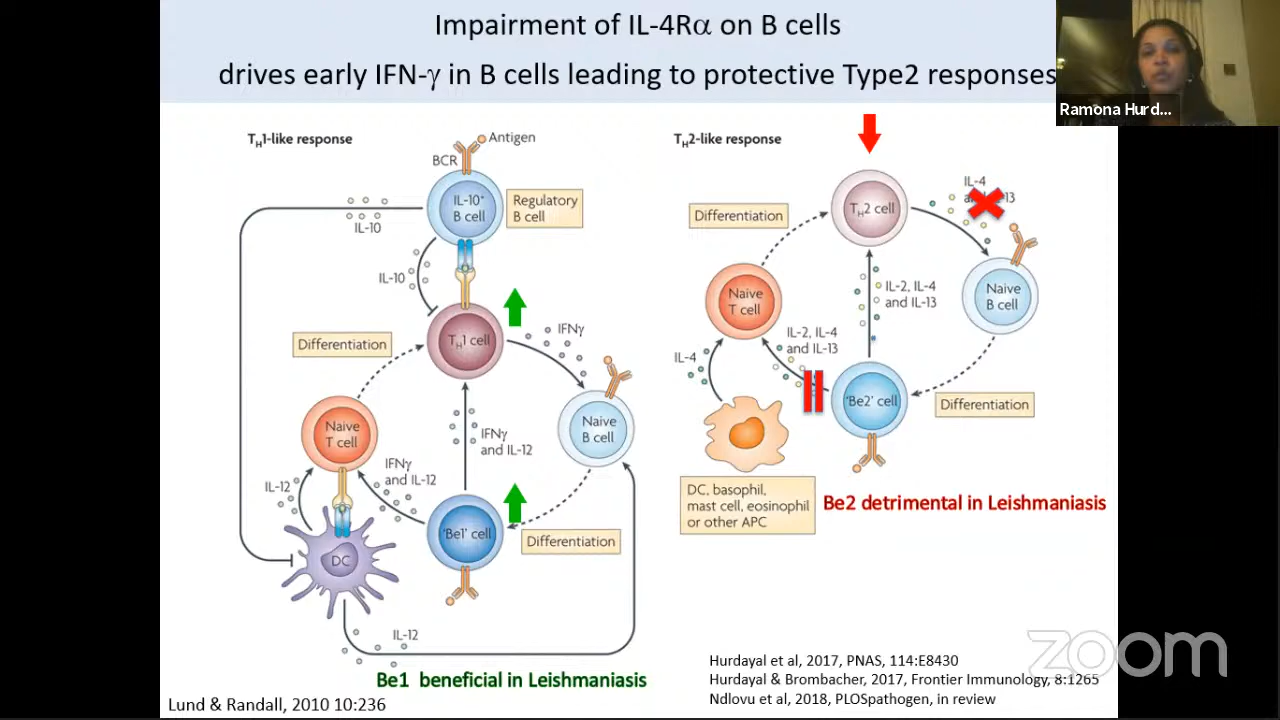 Impairment of IL-4Rα on B cells
drives early IFN-γ in B cells leading to protective Type2 responses
Ramona Hurd...
TH1-like response
Antigen
BCR
IL-10+
B cell
Regulatory
B cell
IL-10
IL-10
TH1 cell
IFNγ
Differentiation
Naive
T cell
Naive
B cell
IFNγ
and IL-12
IFNγ
and IL-12
IL-12
'Be1' cell
Differentiation
DC
IL-12
Be1 beneficial in Leishmaniasis
Lund & Randall, 2010 10:236
TH2-like response
IL-4
13
TH2 cell
Differentiation
Naive
T cell
Naive
B cell
IL-2, IL-4
and IL-13
IL-2, IL-4
and IL-13
IL-4
'Be2' cell
Differentiation
DC, basophil,
mast cell, eosinophil
or other APC
Be2 detrimental in Leishmaniasis
zoom
Hurdayal et al, 2017, PNAS, 114:E8430
Hurdayal & Brombacher, 2017, Frontier Immunology, 8:1265
Ndlovu et al, 2018, PLOSpathogen, in review